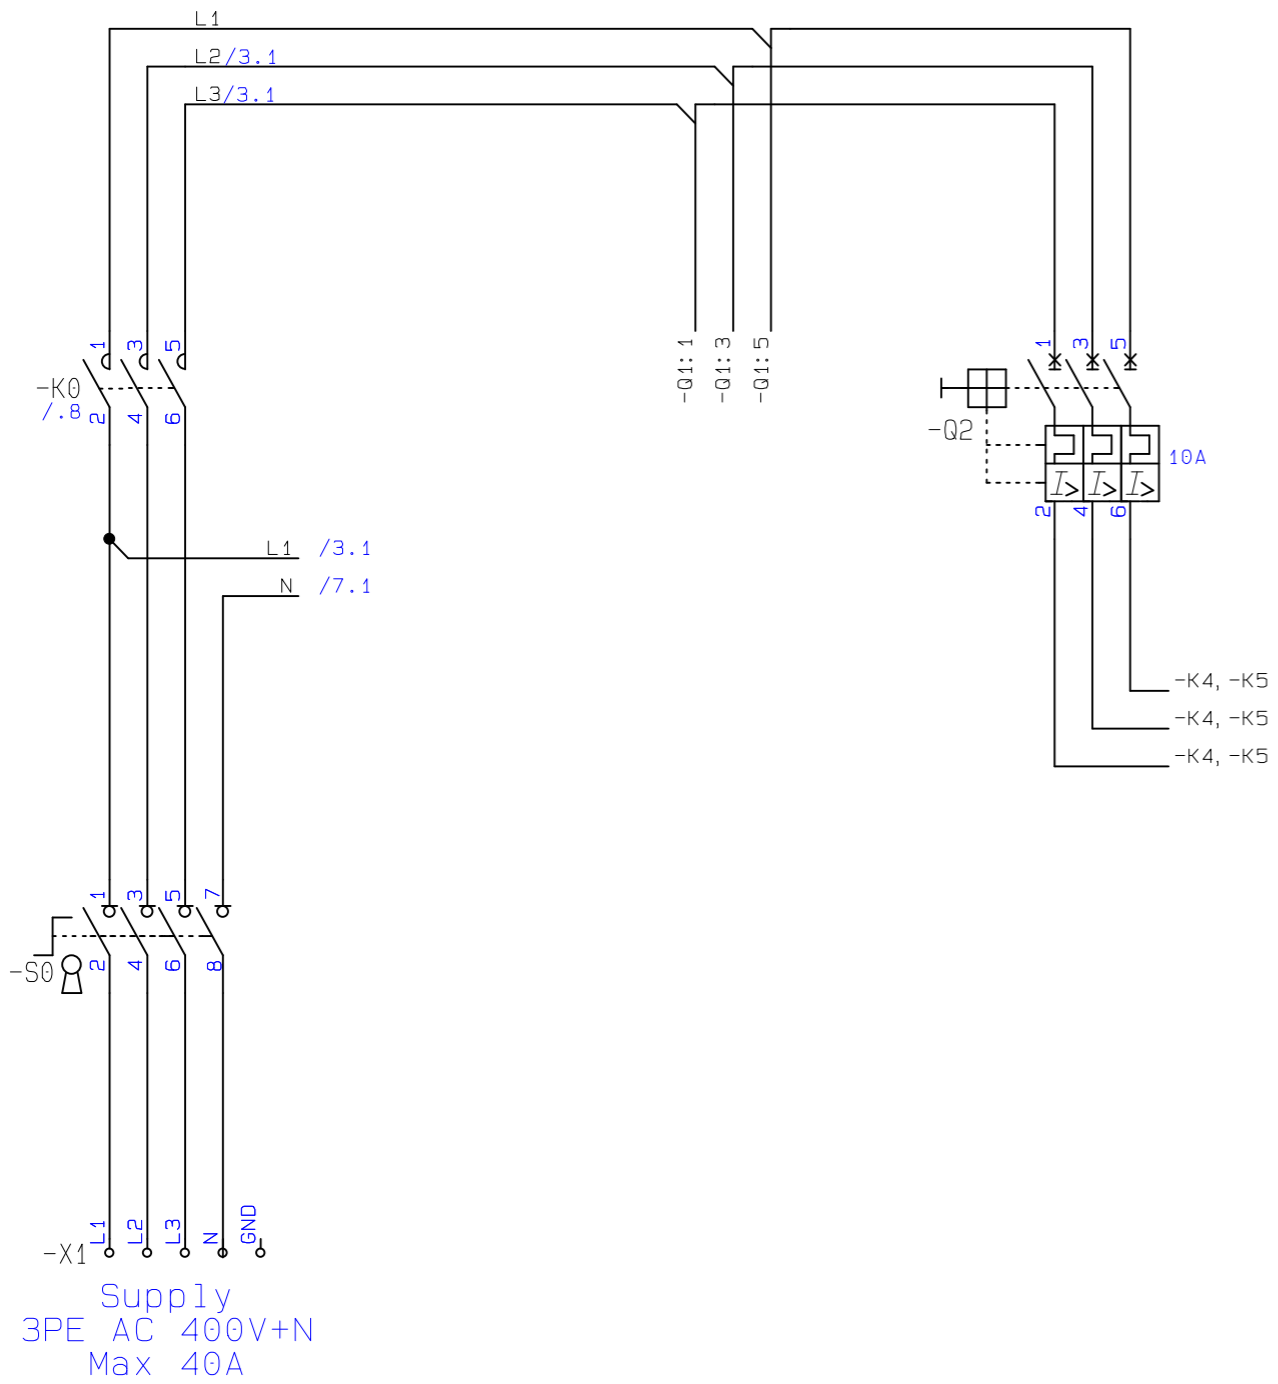 L1
L2/3.1
L3/3.1
1 3 5
-K0
/.8
2 4 6
-Q1:1
-Q1:3
-Q1:5
1 3 5
-Q2
10A
I> I> I>
2 4 6
L1 /3.1
N /7.1
-K4, -K5
-K4, -K5
-K4, -K5
1 3 5 7
-S0
2 4 6 8
L1 L2 L3 N GND
-X1
Supply
3PE AC 400V+N
Max 40A